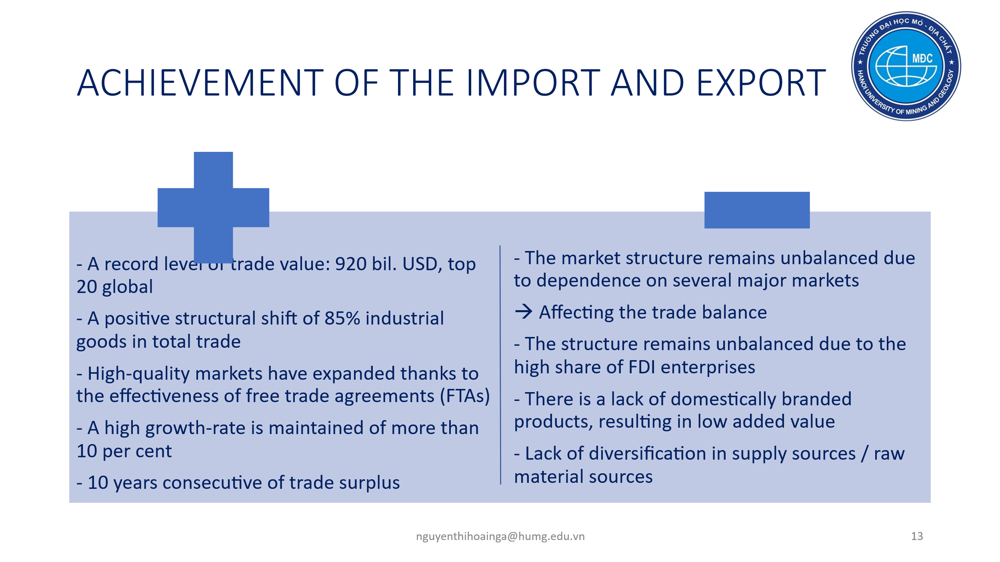 TRƯỜNG ĐẠI HỌC MỎ - ĐỊA CHẤT
MĐC
HANOI UNIVERSITY OF MINING AND GEOLOGY
ACHIEVEMENT OF THE IMPORT AND EXPORT
- A record level of trade value: 920 bil. USD, top
20 global
- A positive structural shift of 85% industrial
goods in total trade
- High-quality markets have expanded thanks to
the effectiveness of free trade agreements (FTAs)
- A high growth-rate is maintained of more than
10 per cent
- 10 years consecutive of trade surplus
- The market structure remains unbalanced due
to dependence on several major markets
→ Affecting the trade balance
- The structure remains unbalanced due to the
high share of FDI enterprises
- There is a lack of domestically branded
products, resulting in low added value
- Lack of diversification in supply sources / raw
material sources
nguyenthihoainga@humg.edu.vn
13